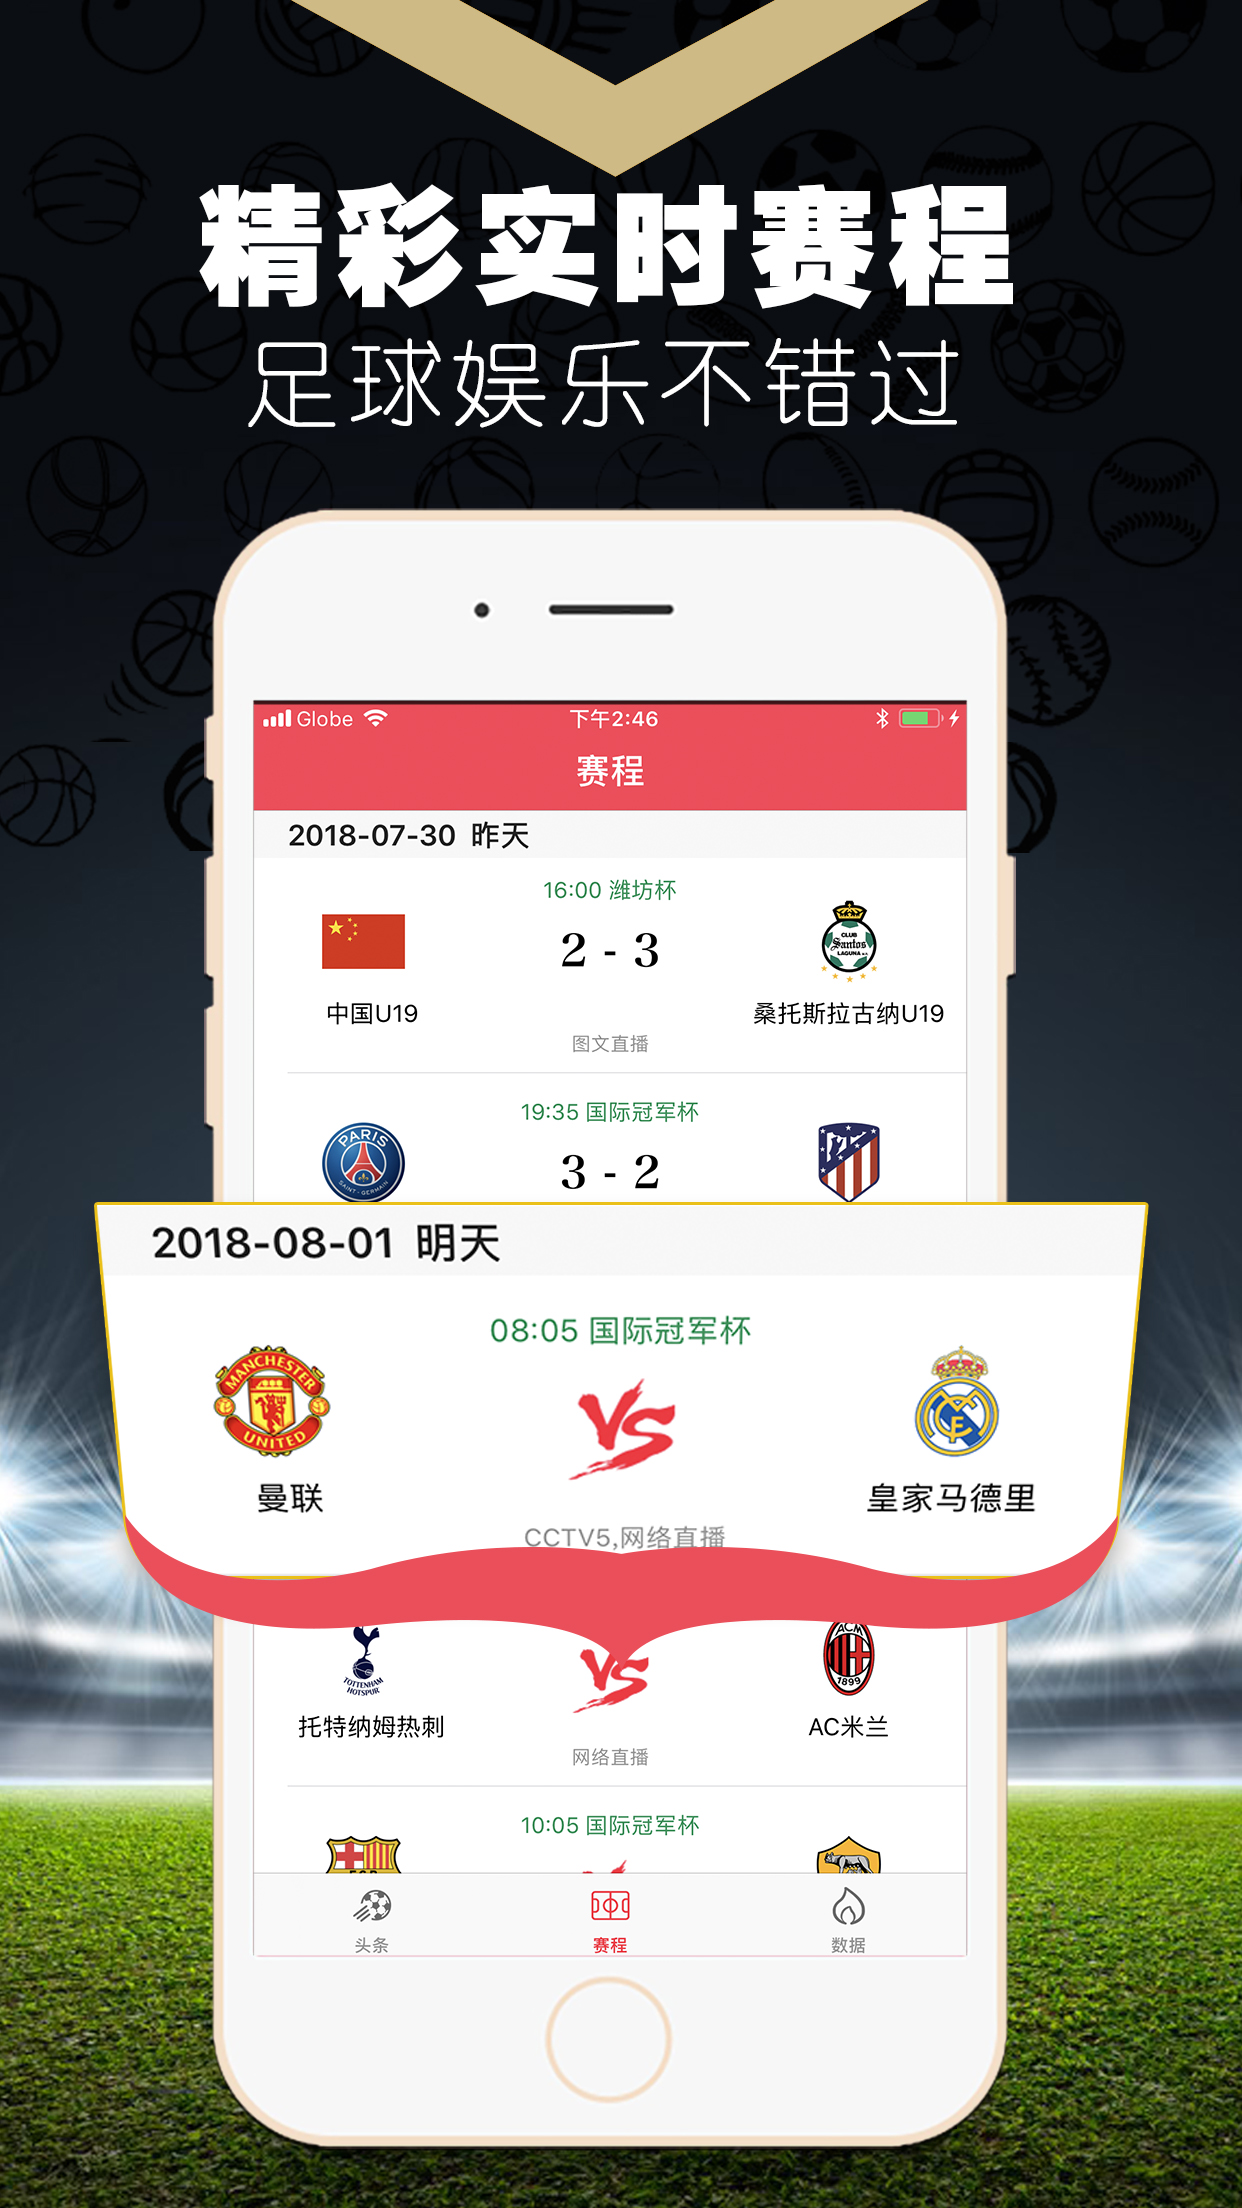 精彩实时赛程
足球娱乐不错过
Globe 下午2:46
赛程
2018-07-30 昨天
16:00 潍坊杯
2 - 3
CLUB
Santos
LAGUNA
中国U19 桑托斯拉古纳U19
图文直播
19:35 国际冠军杯
PARIS
SAINT-GERMAIN
3 - 2
2018-08-01 明天
08:05 国际冠军杯
MANCHESTER
UNITED
VS
曼联 皇家马德里
CCTV5,网络直播
TOTTENHAM
HOTSPUR
VS
ACM
1899
托特纳姆热刺 AC米兰
网络直播
10:05 国际冠军杯
头条 赛程 数据